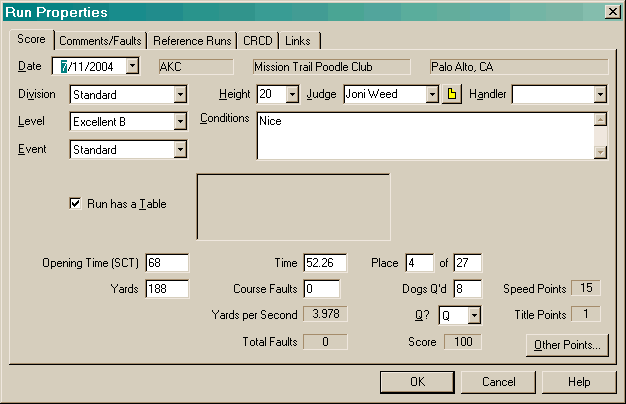 Run Properties
Score Comments/Faults Reference Runs CRCD Links
Date 7/11/2004 AKC Mission Trail Poodle Club Palo Alto, CA
Division Standard Height 20 Judge Joni Weed Handler
Level Excellent B Conditions Nice
Event Standard
Run has a Table
Opening Time (SCT) 68 Time 52.26 Place 4 of 27
Yards 188 Course Faults 0 Dogs Q'd 8 Speed Points 15
Yards per Second 3.978 Q? Q Title Points 1
Total Faults 0 Score 100 Other Points...
OK Cancel Help